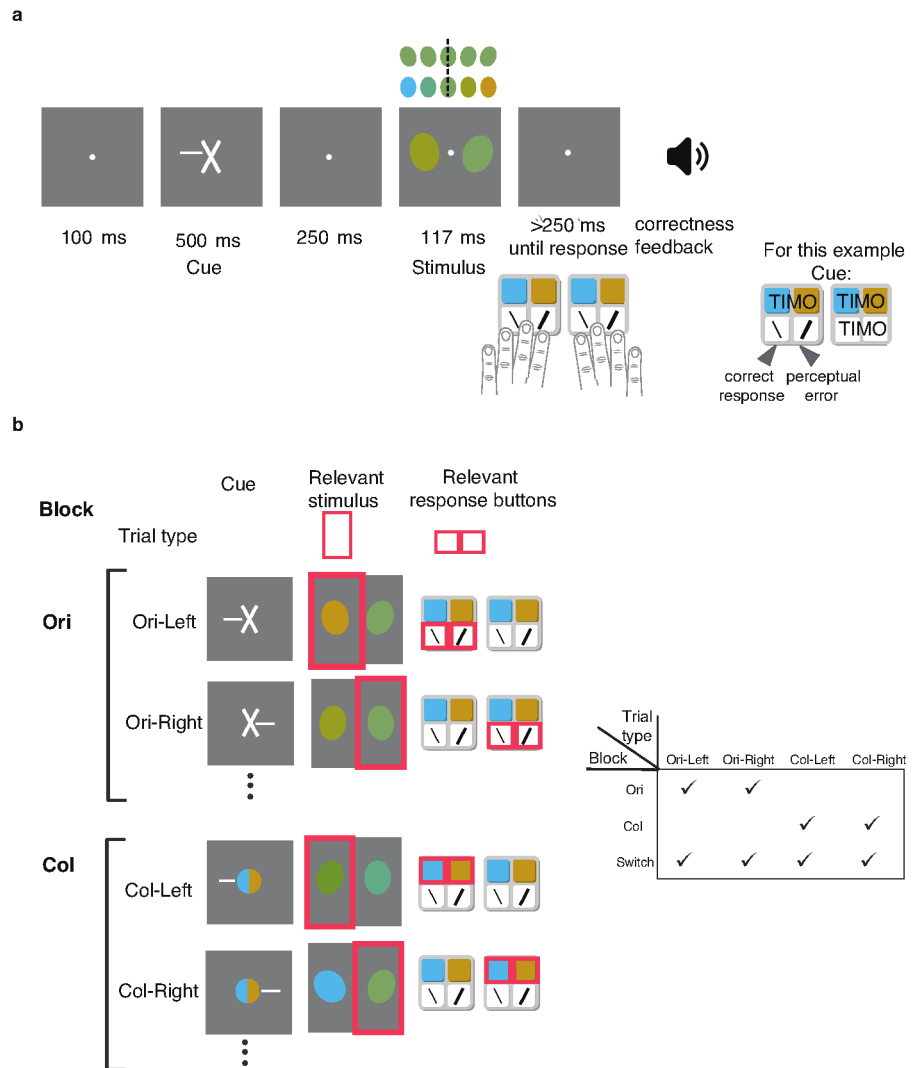 a
100 ms
500 ms
Cue
250 ms
117 ms
Stimulus
>250 ms
until response
correctness
feedback
For this example
Cue:
TIMO
TIMO
TIMO
correct
response
perceptual
error
b
Cue
Relevant
stimulus
Relevant
response buttons
Block
Trial type
Ori
Ori-Left
Ori-Right
Col
Col-Left
Col-Right
Trial
type
Block
Ori-Left Ori-Right Col-Left Col-Right
Ori ✓ ✓
Col ✓ ✓
Switch ✓ ✓ ✓ ✓